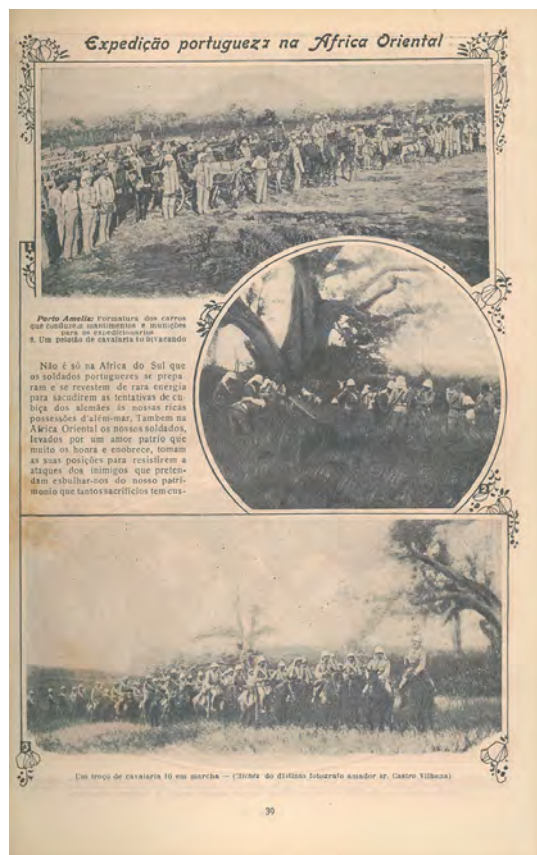 Expedição portugueza na Africa Oriental
1
Porto Amelia: Formatura dos carros
que conduzem mantimentos e munições
para os expedicionarios
2. Um pelotão de cavalaria 10 bivacando
Não é só na Africa do Sul que
os soldados portuguezes se prepa
ram e se revestem de rara energia
para sacudirem as tentativas de cu-
biça dos alemães ás nossas ricas
possessões d'além-mar. Tambem na
Africa Oriental os nossos soldados,
levados por um amor patrio que
muito os honra e enobrece, tomam
as suas posições para resistirem a
ataques dos inimigos que preten-
dam esbulhar-nos do nosso patri-
monio que tantos sacrificios tem cus-
2
Um troço de cavalaria 10 em marcha — (Clichés do distinto fotografo amador sr. Castro Vilhena)
39